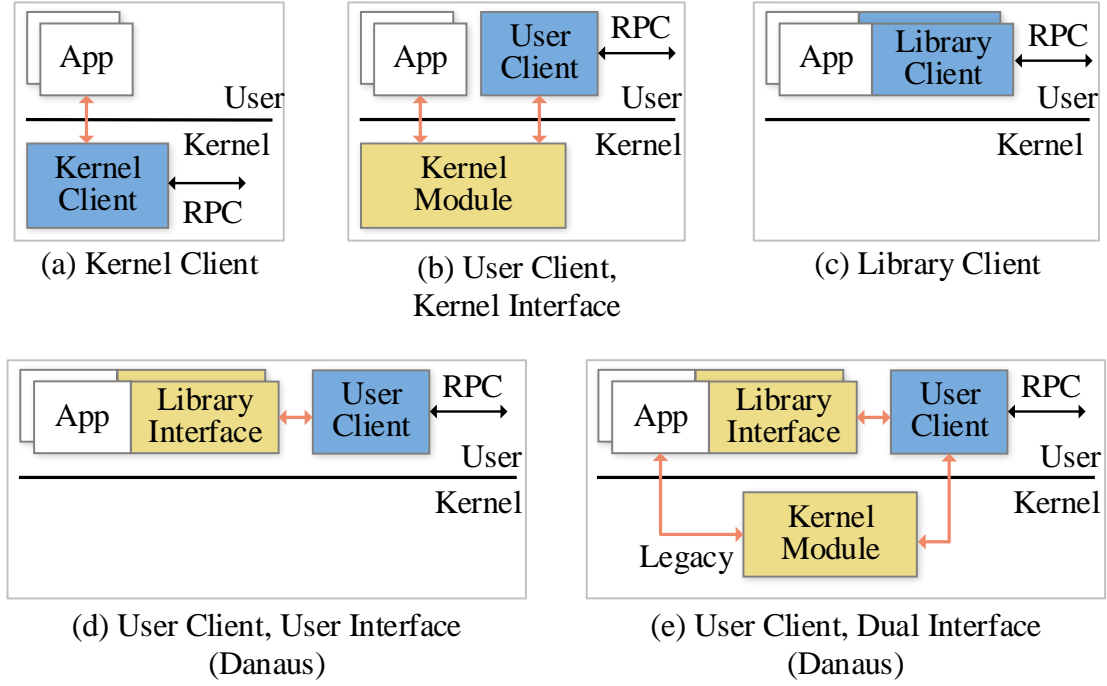 App
User
Kernel
Kernel
Client
RPC
(a) Kernel Client
App
User
Client
RPC
User
Kernel
Kernel
Module
(b) User Client,
Kernel Interface
App
Library
Client
RPC
User
Kernel
(c) Library Client
App
Library
Interface
User
Client
RPC
User
Kernel
(d) User Client, User Interface
(Danaus)
App
Library
Interface
User
Client
RPC
User
Kernel
Kernel
Module
Legacy
(e) User Client, Dual Interface
(Danaus)